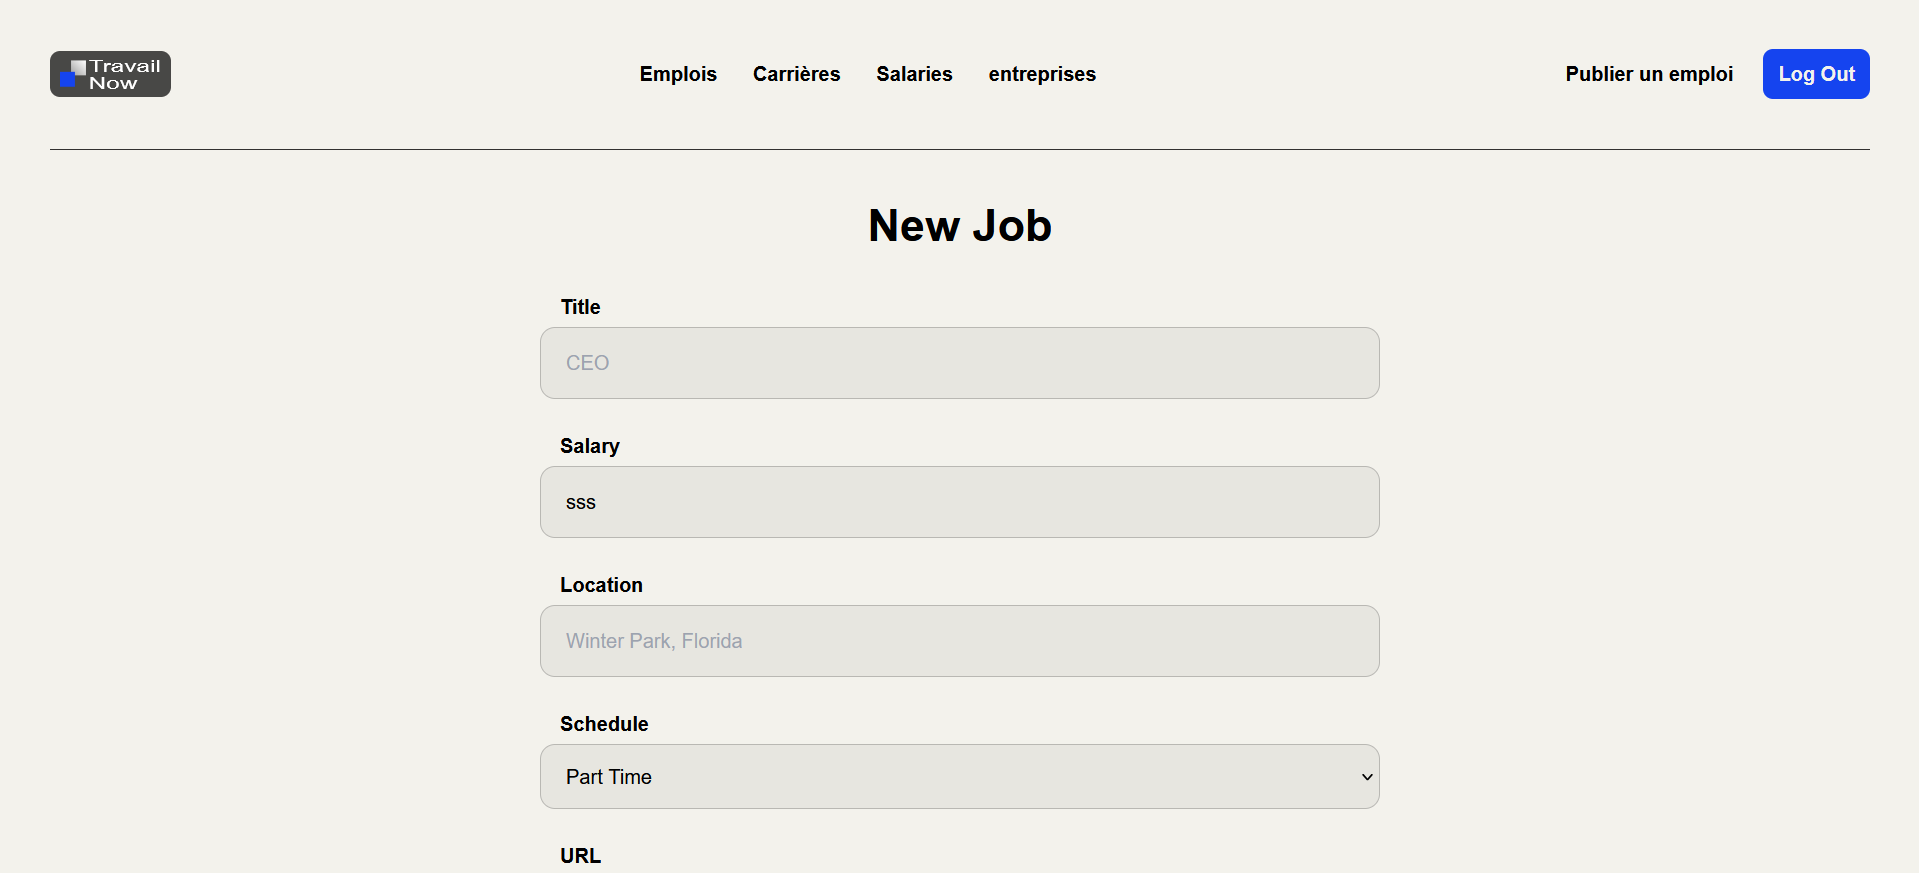 Travail
Now
Emplois Carrières Salaries entreprises
Publier un emploi Log Out
New Job
Title
CEO
Salary
sss
Location
Winter Park, Florida
Schedule
Part Time
URL